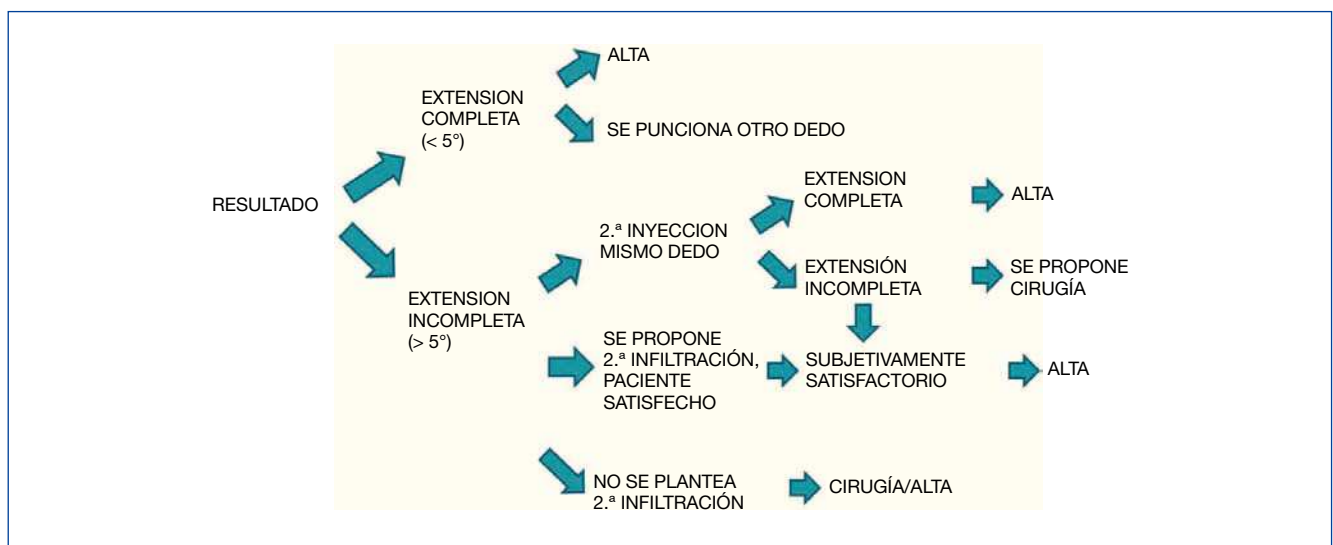 ALTA
EXTENSION
COMPLETA
(< 5°)
SE PUNCIONA OTRO DEDO
RESULTADO
EXTENSION
INCOMPLETA
(> 5°)
2.ª INYECCION
MISMO DEDO
EXTENSION
COMPLETA
ALTA
EXTENSIÓN
INCOMPLETA
SE PROPONE
CIRUGÍA
SE PROPONE
2.ª INFILTRACIÓN,
PACIENTE
SATISFECHO
SUBJETIVAMENTE
SATISFACTORIO
ALTA
NO SE PLANTEA
2.ª INFILTRACIÓN
CIRUGÍA/ALTA